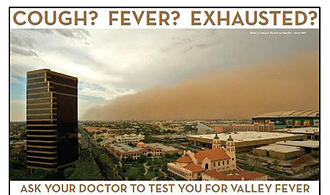 COUGH? FEVER? EXHAUSTED?
ASK YOUR DOCTOR TO TEST YOU FOR VALLEY FEVER